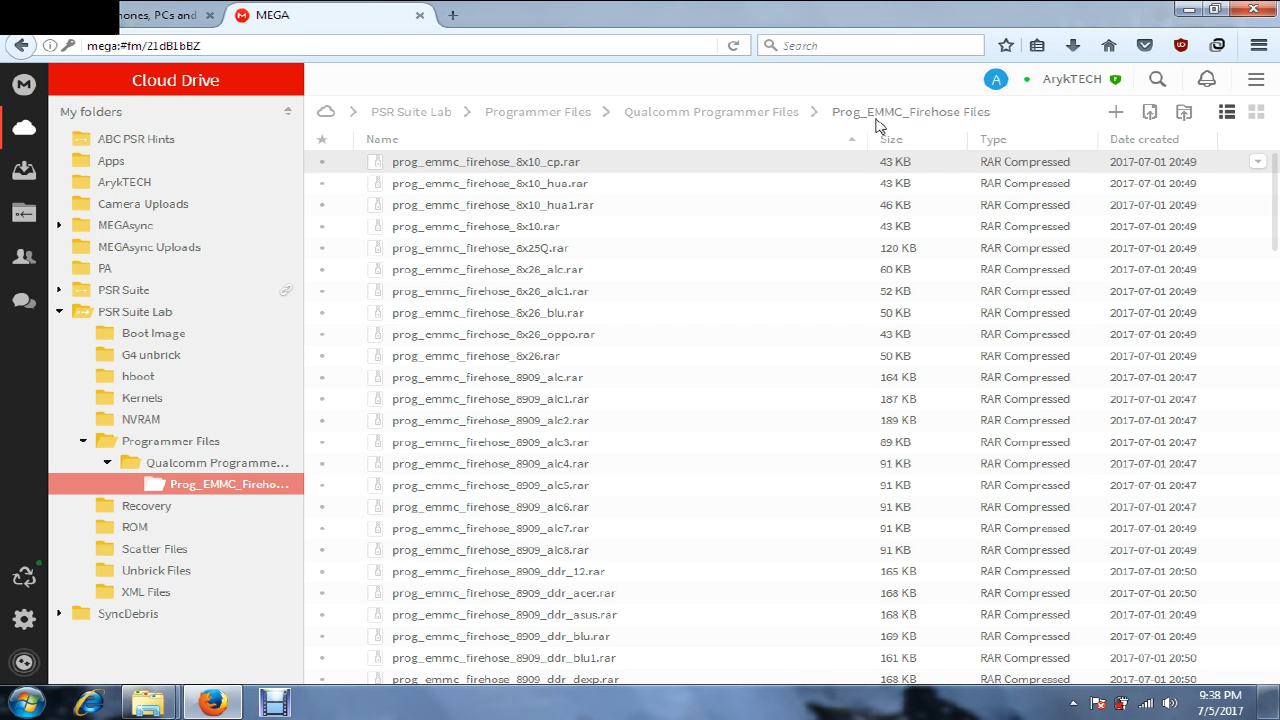 hones, PCs and
MEGA
mega:#fm/21dB1bBZ
Search
Cloud Drive
ArykTECH
A
My folders
PSR Suite Lab
Programmer Files
Qualcomm Programmer Files
Prog_EMMC_Firehose Files
ABC PSR Hints
Apps
ArykTECH
Camera Uploads
MEGAsync
MEGAsync Uploads
PA
PSR Suite
PSR Suite Lab
Boot Image
G4 unbrick
hboot
Kernels
NVRAM
Programmer Files
Qualcomm Programme...
Prog_EMMC_Fireho...
Recovery
ROM
Scatter Files
Unbrick Files
XML Files
SyncDebris
Name Size Type Date created
prog_emmc_firehose_8x10_cp.rar 43 KB RAR Compressed 2017-07-01 20:49
prog_emmc_firehose_8x10_hua.rar 43 KB RAR Compressed 2017-07-01 20:49
prog_emmc_firehose_8x10_hua1.rar 46 KB RAR Compressed 2017-07-01 20:49
prog_emmc_firehose_8x10.rar 43 KB RAR Compressed 2017-07-01 20:49
prog_emmc_firehose_8x25Q.rar 120 KB RAR Compressed 2017-07-01 20:49
prog_emmc_firehose_8x26_alc.rar 60 KB RAR Compressed 2017-07-01 20:49
prog_emmc_firehose_8x26_alc1.rar 52 KB RAR Compressed 2017-07-01 20:49
prog_emmc_firehose_8x26_blu.rar 50 KB RAR Compressed 2017-07-01 20:49
prog_emmc_firehose_8x26_oppo.rar 43 KB RAR Compressed 2017-07-01 20:49
prog_emmc_firehose_8x26.rar 50 KB RAR Compressed 2017-07-01 20:49
prog_emmc_firehose_8909_alc.rar 164 KB RAR Compressed 2017-07-01 20:47
prog_emmc_firehose_8909_alc1.rar 187 KB RAR Compressed 2017-07-01 20:47
prog_emmc_firehose_8909_alc2.rar 189 KB RAR Compressed 2017-07-01 20:47
prog_emmc_firehose_8909_alc3.rar 89 KB RAR Compressed 2017-07-01 20:47
prog_emmc_firehose_8909_alc4.rar 91 KB RAR Compressed 2017-07-01 20:47
prog_emmc_firehose_8909_alc5.rar 91 KB RAR Compressed 2017-07-01 20:47
prog_emmc_firehose_8909_alc6.rar 91 KB RAR Compressed 2017-07-01 20:47
prog_emmc_firehose_8909_alc7.rar 91 KB RAR Compressed 2017-07-01 20:49
prog_emmc_firehose_8909_alc8.rar 91 KB RAR Compressed 2017-07-01 20:49
prog_emmc_firehose_8909_ddr_12.rar 165 KB RAR Compressed 2017-07-01 20:50
prog_emmc_firehose_8909_ddr_acer.rar 168 KB RAR Compressed 2017-07-01 20:50
prog_emmc_firehose_8909_ddr_asus.rar 168 KB RAR Compressed 2017-07-01 20:49
prog_emmc_firehose_8909_ddr_blu.rar 169 KB RAR Compressed 2017-07-01 20:49
prog_emmc_firehose_8909_ddr_blu1.rar 161 KB RAR Compressed 2017-07-01 20:50
prog_emmc_firehose_8909_ddr_dexp.rar 168 KB RAR Compressed 2017-07-01 20:50
9:38 PM
7/5/2017